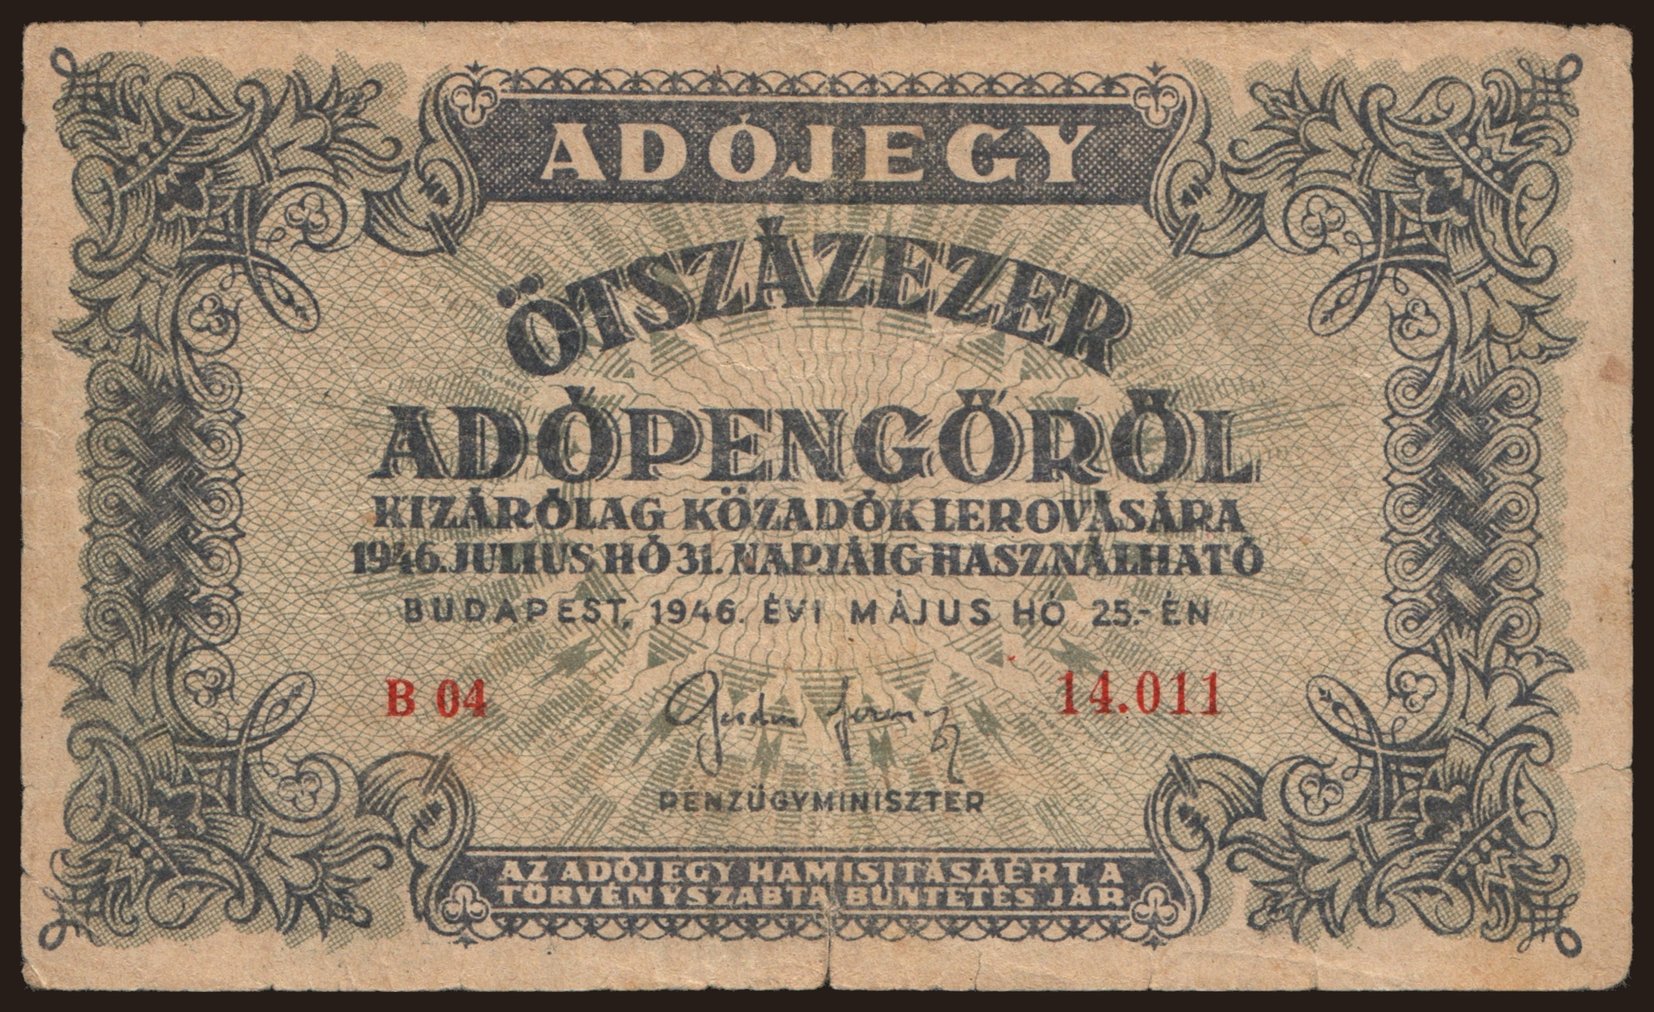 ADÓJEGY
ÖTSZÁZEZER
ADÓPENGŐRŐL
KIZÁRÓLAG KÖZADÓK LEROVÁSÁRA
1946. JULIUS HÓ 31. NAPJÁIG HASZNÁLHATÓ
BUDAPEST, 1946. ÉVI MÁJUS HÓ 25.-ÉN
B 04 14.011
PÉNZÜGYMINISZTER
AZ ADÓJEGY HAMISITÁSÁÉRT A
TÖRVÉNYSZABTA BÜNTETÉS JÁR